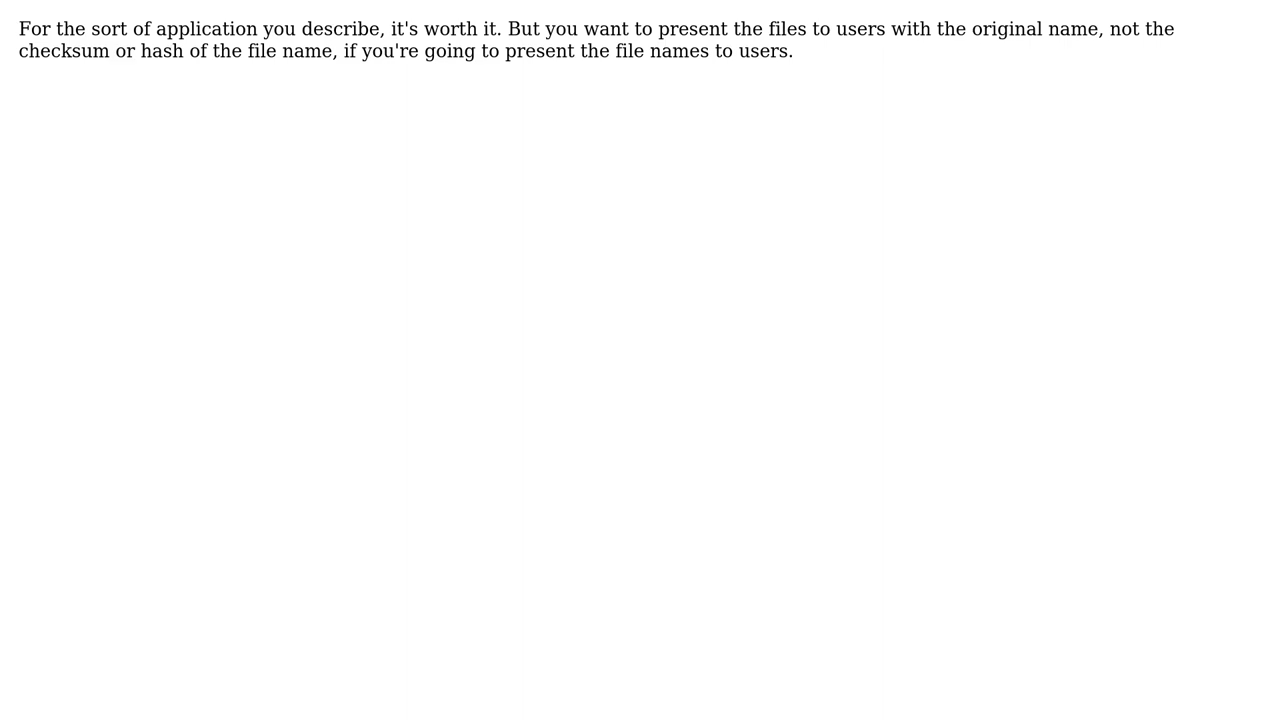 For the sort of application you describe, it's worth it. But you want to present the files to users with the original name, not the
checksum or hash of the file name, if you're going to present the file names to users.